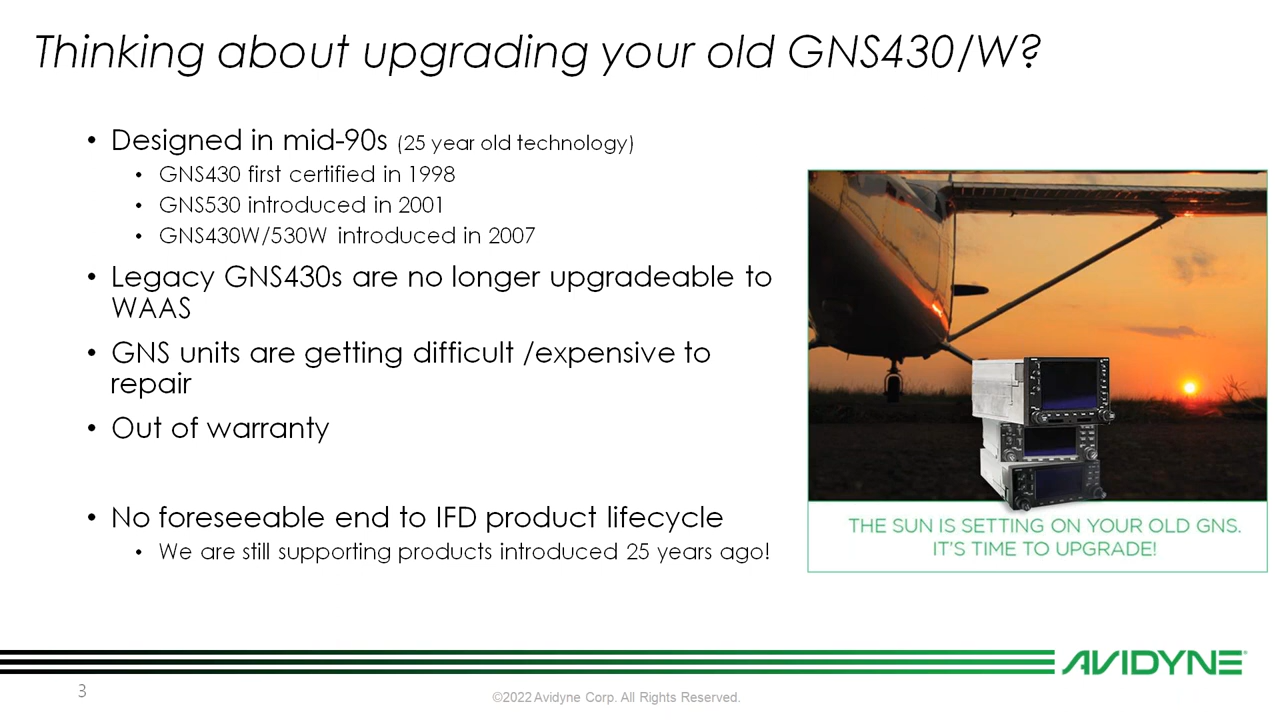 Thinking about upgrading your old GNS430/W?
• Designed in mid-90s (25 year old technology)
• GNS430 first certified in 1998
• GNS530 introduced in 2001
• GNS430W/530W introduced in 2007
• Legacy GNS430s are no longer upgradeable to
WAAS
• GNS units are getting difficult /expensive to
repair
• Out of warranty
• No foreseeable end to IFD product lifecycle
• We are still supporting products introduced 25 years ago!
THE SUN IS SETTING ON YOUR OLD GNS.
IT'S TIME TO UPGRADE!
AVIDYNE®
3
©2022 Avidyne Corp. All Rights Reserved.